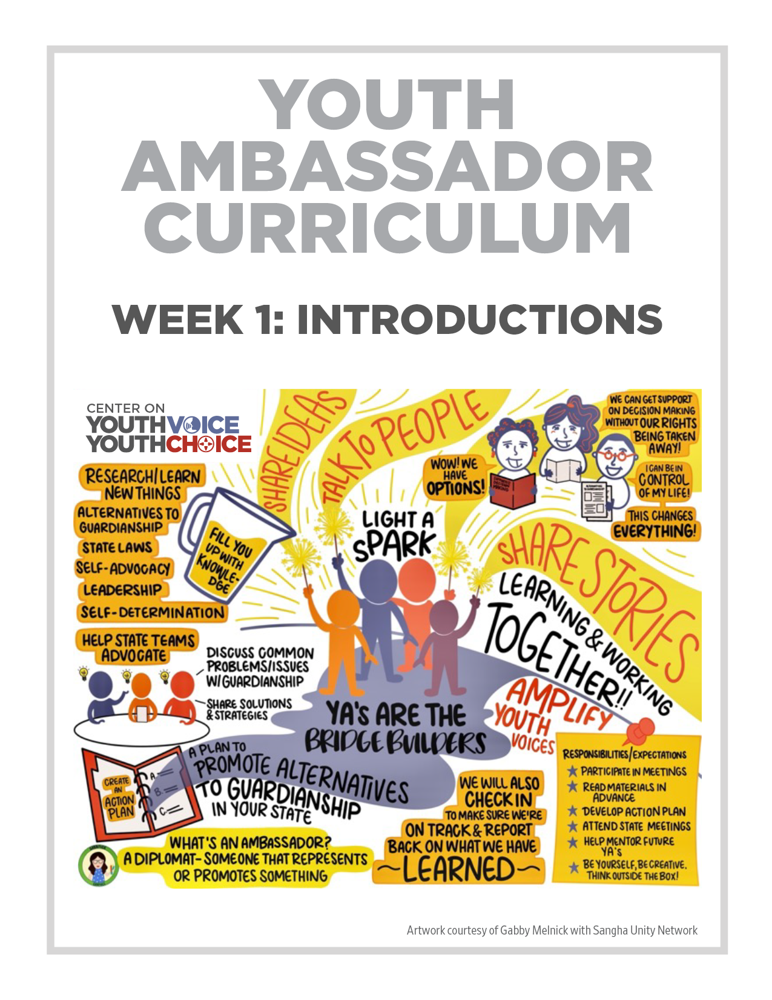 YOUTH
AMBASSADOR
CURRICULUM
WEEK 1: INTRODUCTIONS
CENTER ON
YOUTHVOICE
YOUTHCHOICE
SHARE IDEAS
TALK TO PEOPLE
WOW! WE
HAVE
OPTIONS!
SUPPORTED
DECISION
MAKING
WE CAN GET SUPPORT
ON DECISION MAKING
WITHOUT OUR RIGHTS
BEING TAKEN
AWAY!
I CAN BE IN
CONTROL
OF MY LIFE!
THIS CHANGES
EVERYTHING!
RESEARCH/LEARN
NEW THINGS
ALTERNATIVES TO
GUARDIANSHIP
STATE LAWS
SELF-ADVOCACY
LEADERSHIP
SELF-DETERMINATION
FILL YOU
UP WITH
KNOWLE-
DGE
LIGHT A
SPARK
SHARE STORIES
LEARNING & WORKING
TOGETHER!!
HELP STATE TEAMS
ADVOCATE
DISCUSS COMMON
PROBLEMS/ISSUES
W/GUARDIANSHIP
SHARE SOLUTIONS
& STRATEGIES
YA'S ARE THE
BRIDGE BUILDERS
AMPLIFY
YOUTH
VOICES
CREATE
AN
ACTION
PLAN
A.
B.
C.
A PLAN TO
PROMOTE ALTERNATIVES
TO GUARDIANSHIP
IN YOUR STATE
WHAT'S AN AMBASSADOR?
A DIPLOMAT- SOMEONE THAT REPRESENTS
OR PROMOTES SOMETHING
WE WILL ALSO
CHECK IN
TO MAKE SURE WE'RE
ON TRACK & REPORT
BACK ON WHAT WE HAVE
~LEARNED~
RESPONSIBILITIES/EXPECTATIONS
★ PARTICIPATE IN MEETINGS
★ READ MATERIALS IN
ADVANCE
★ DEVELOP ACTION PLAN
★ ATTEND STATE MEETINGS
★ HELP MENTOR FUTURE
YA'S
★ BE YOURSELF, BE CREATIVE.
THINK OUTSIDE THE BOX!
Artwork courtesy of Gabby Melnick with Sangha Unity Network